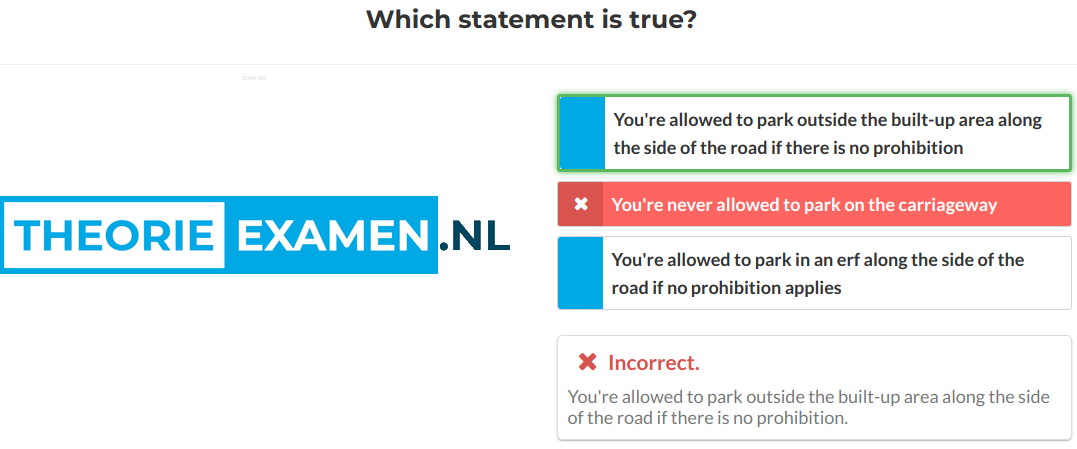 Which statement is true?
You're allowed to park outside the built-up area along
the side of the road if there is no prohibition
THEORIE EXAMEN.NL
✖ You're never allowed to park on the carriageway
You're allowed to park in an erf along the side of the
road if no prohibition applies
✖ Incorrect.
You're allowed to park outside the built-up area along the side
of the road if there is no prohibition.